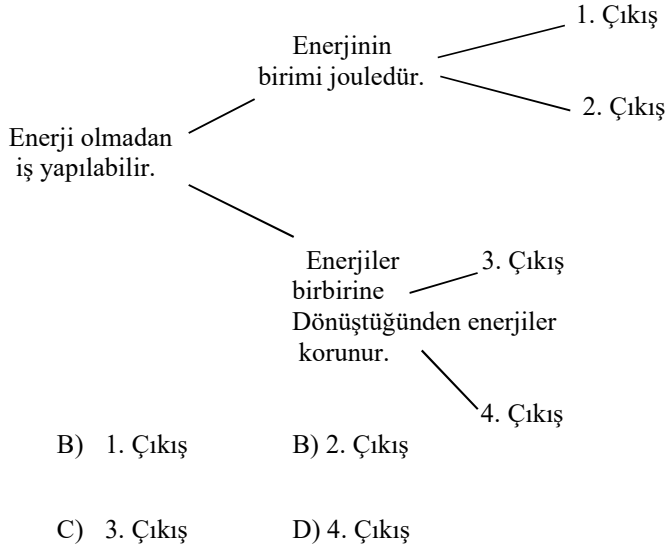 1. Çıkış
Enerjinin
birimi jouledür.
2. Çıkış
Enerji olmadan
iş yapılabilir.
Enerjiler
3. Çıkış
birbirine
Dönüştüğünden enerjiler
korunur.
4. Çıkış
B) 1. Çıkış B) 2. Çıkış
C) 3. Çıkış D) 4. Çıkış